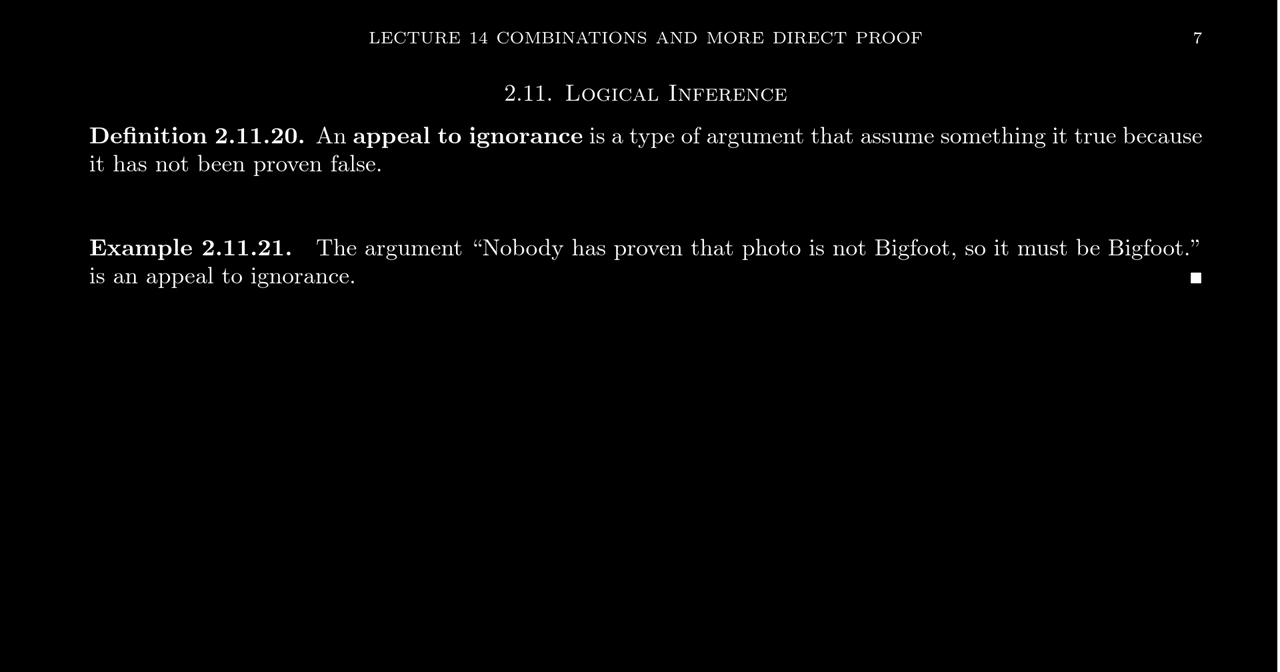 LECTURE 14 COMBINATIONS AND MORE DIRECT PROOF 7
2.11. Logical Inference
Definition 2.11.20. An appeal to ignorance is a type of argument that assume something it true because
it has not been proven false.
Example 2.11.21. The argument “Nobody has proven that photo is not Bigfoot, so it must be Bigfoot.”
is an appeal to ignorance. ■